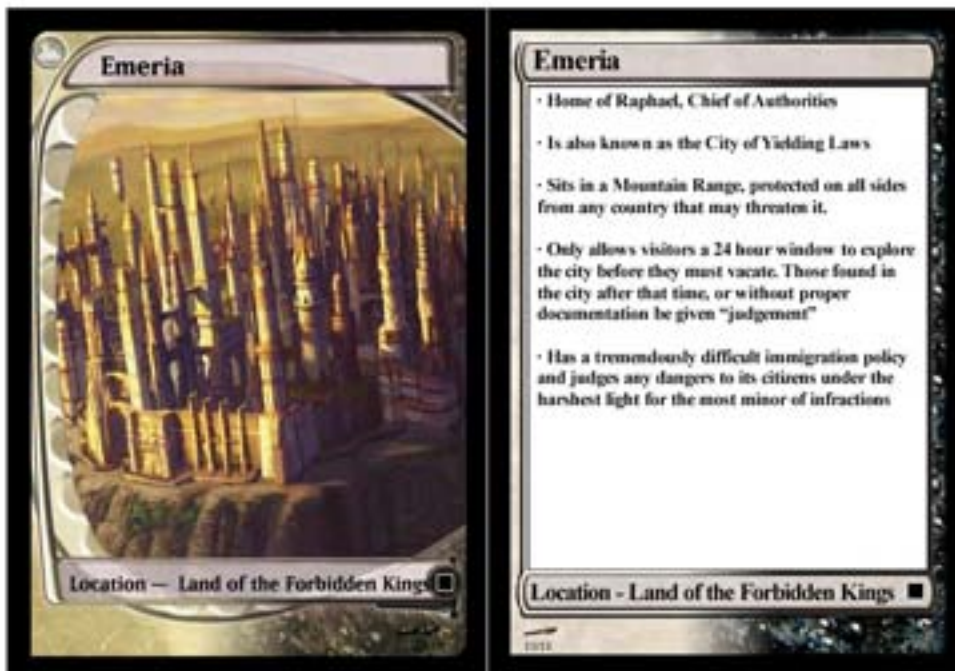 Emeria
Location — Land of the Forbidden Kings
Emeria
· Home of Raphael, Chief of Authorities
· Is also known as the City of Yielding Laws
· Sits in a Mountain Range, protected on all sides
from any country that may threaten it.
· Only allows visitors a 24 hour window to explore
the city before they must vacate. Those found in
the city after that time, or without proper
documentation be given “judgement”
· Has a tremendously difficult immigration policy
and judges any dangers to its citizens under the
harshest light for the most minor of infractions
Location - Land of the Forbidden Kings